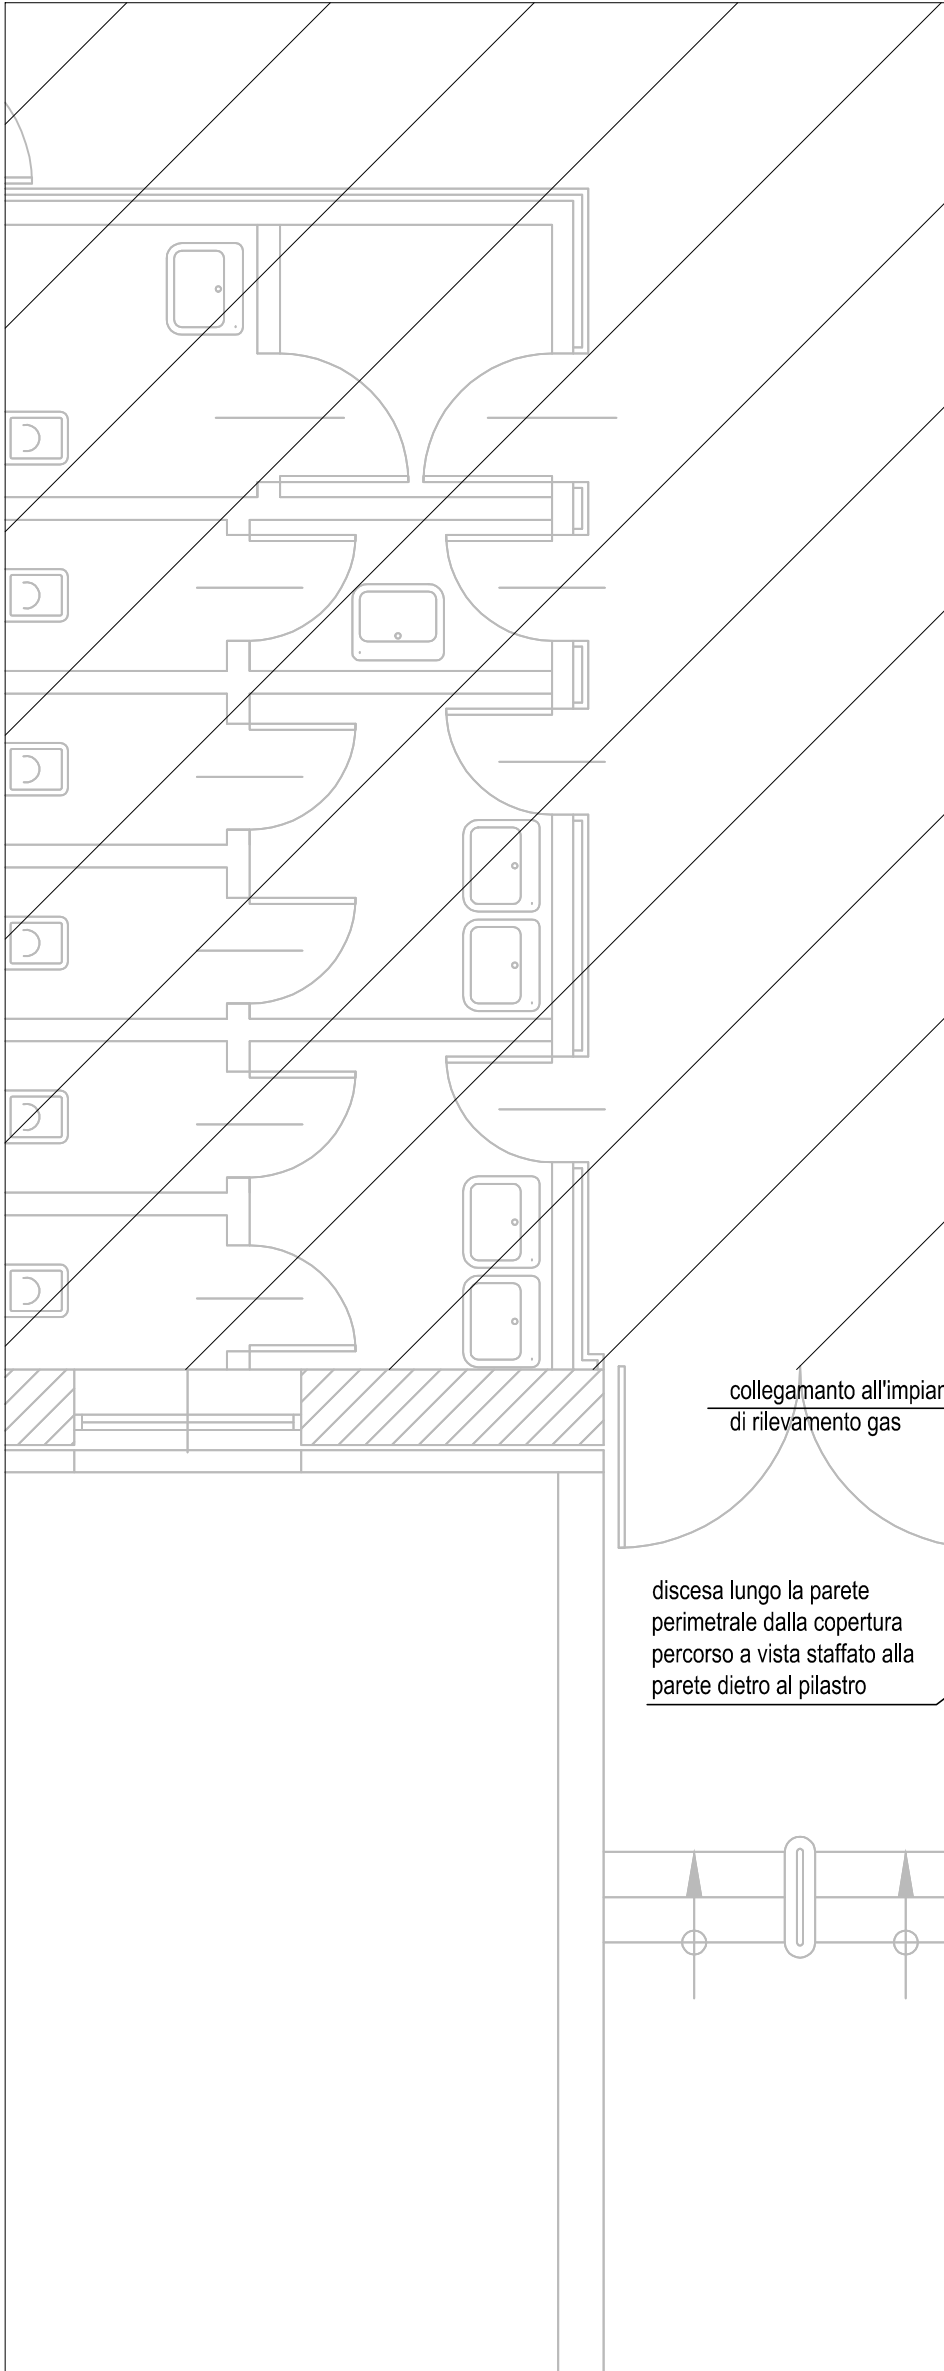 collegamanto all'impian
di rilevamento gas
discesa lungo la parete
perimetrale dalla copertura
percorso a vista staffato alla
parete dietro al pilastro